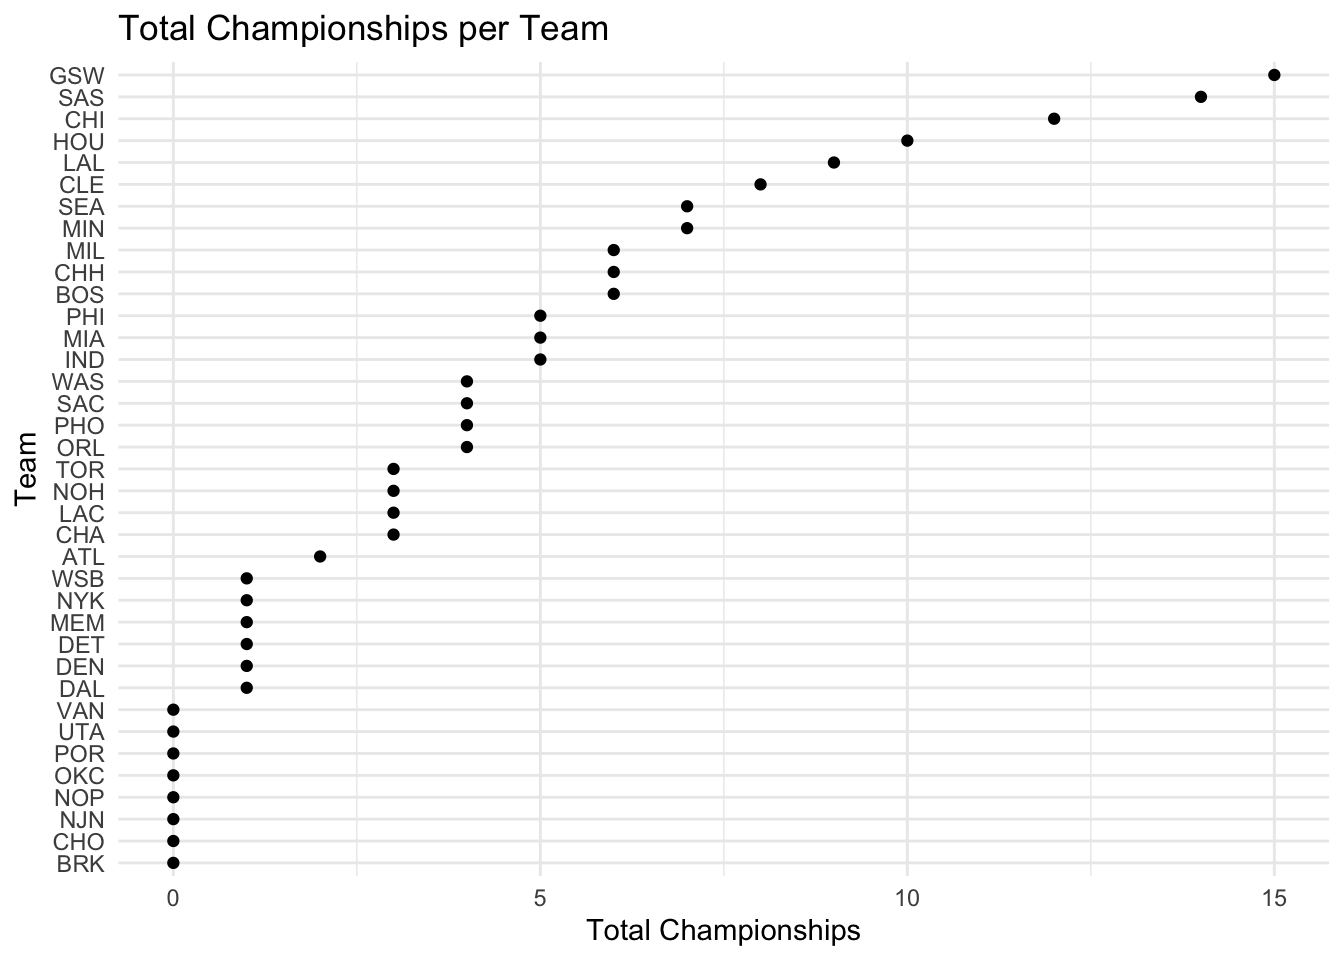 Total Championships per Team
GSW
SAS
CHI
HOU
LAL
CLE
SEA
MIN
MIL
CHH
BOS
PHI
MIA
IND
WAS
SAC
PHO
ORL
TOR
NOH
LAC
CHA
ATL
WSB
NYK
MEM
DET
DEN
DAL
VAN
UTA
POR
OKC
NOP
NJN
CHO
BRK
Team
0 5 10 15
Total Championships